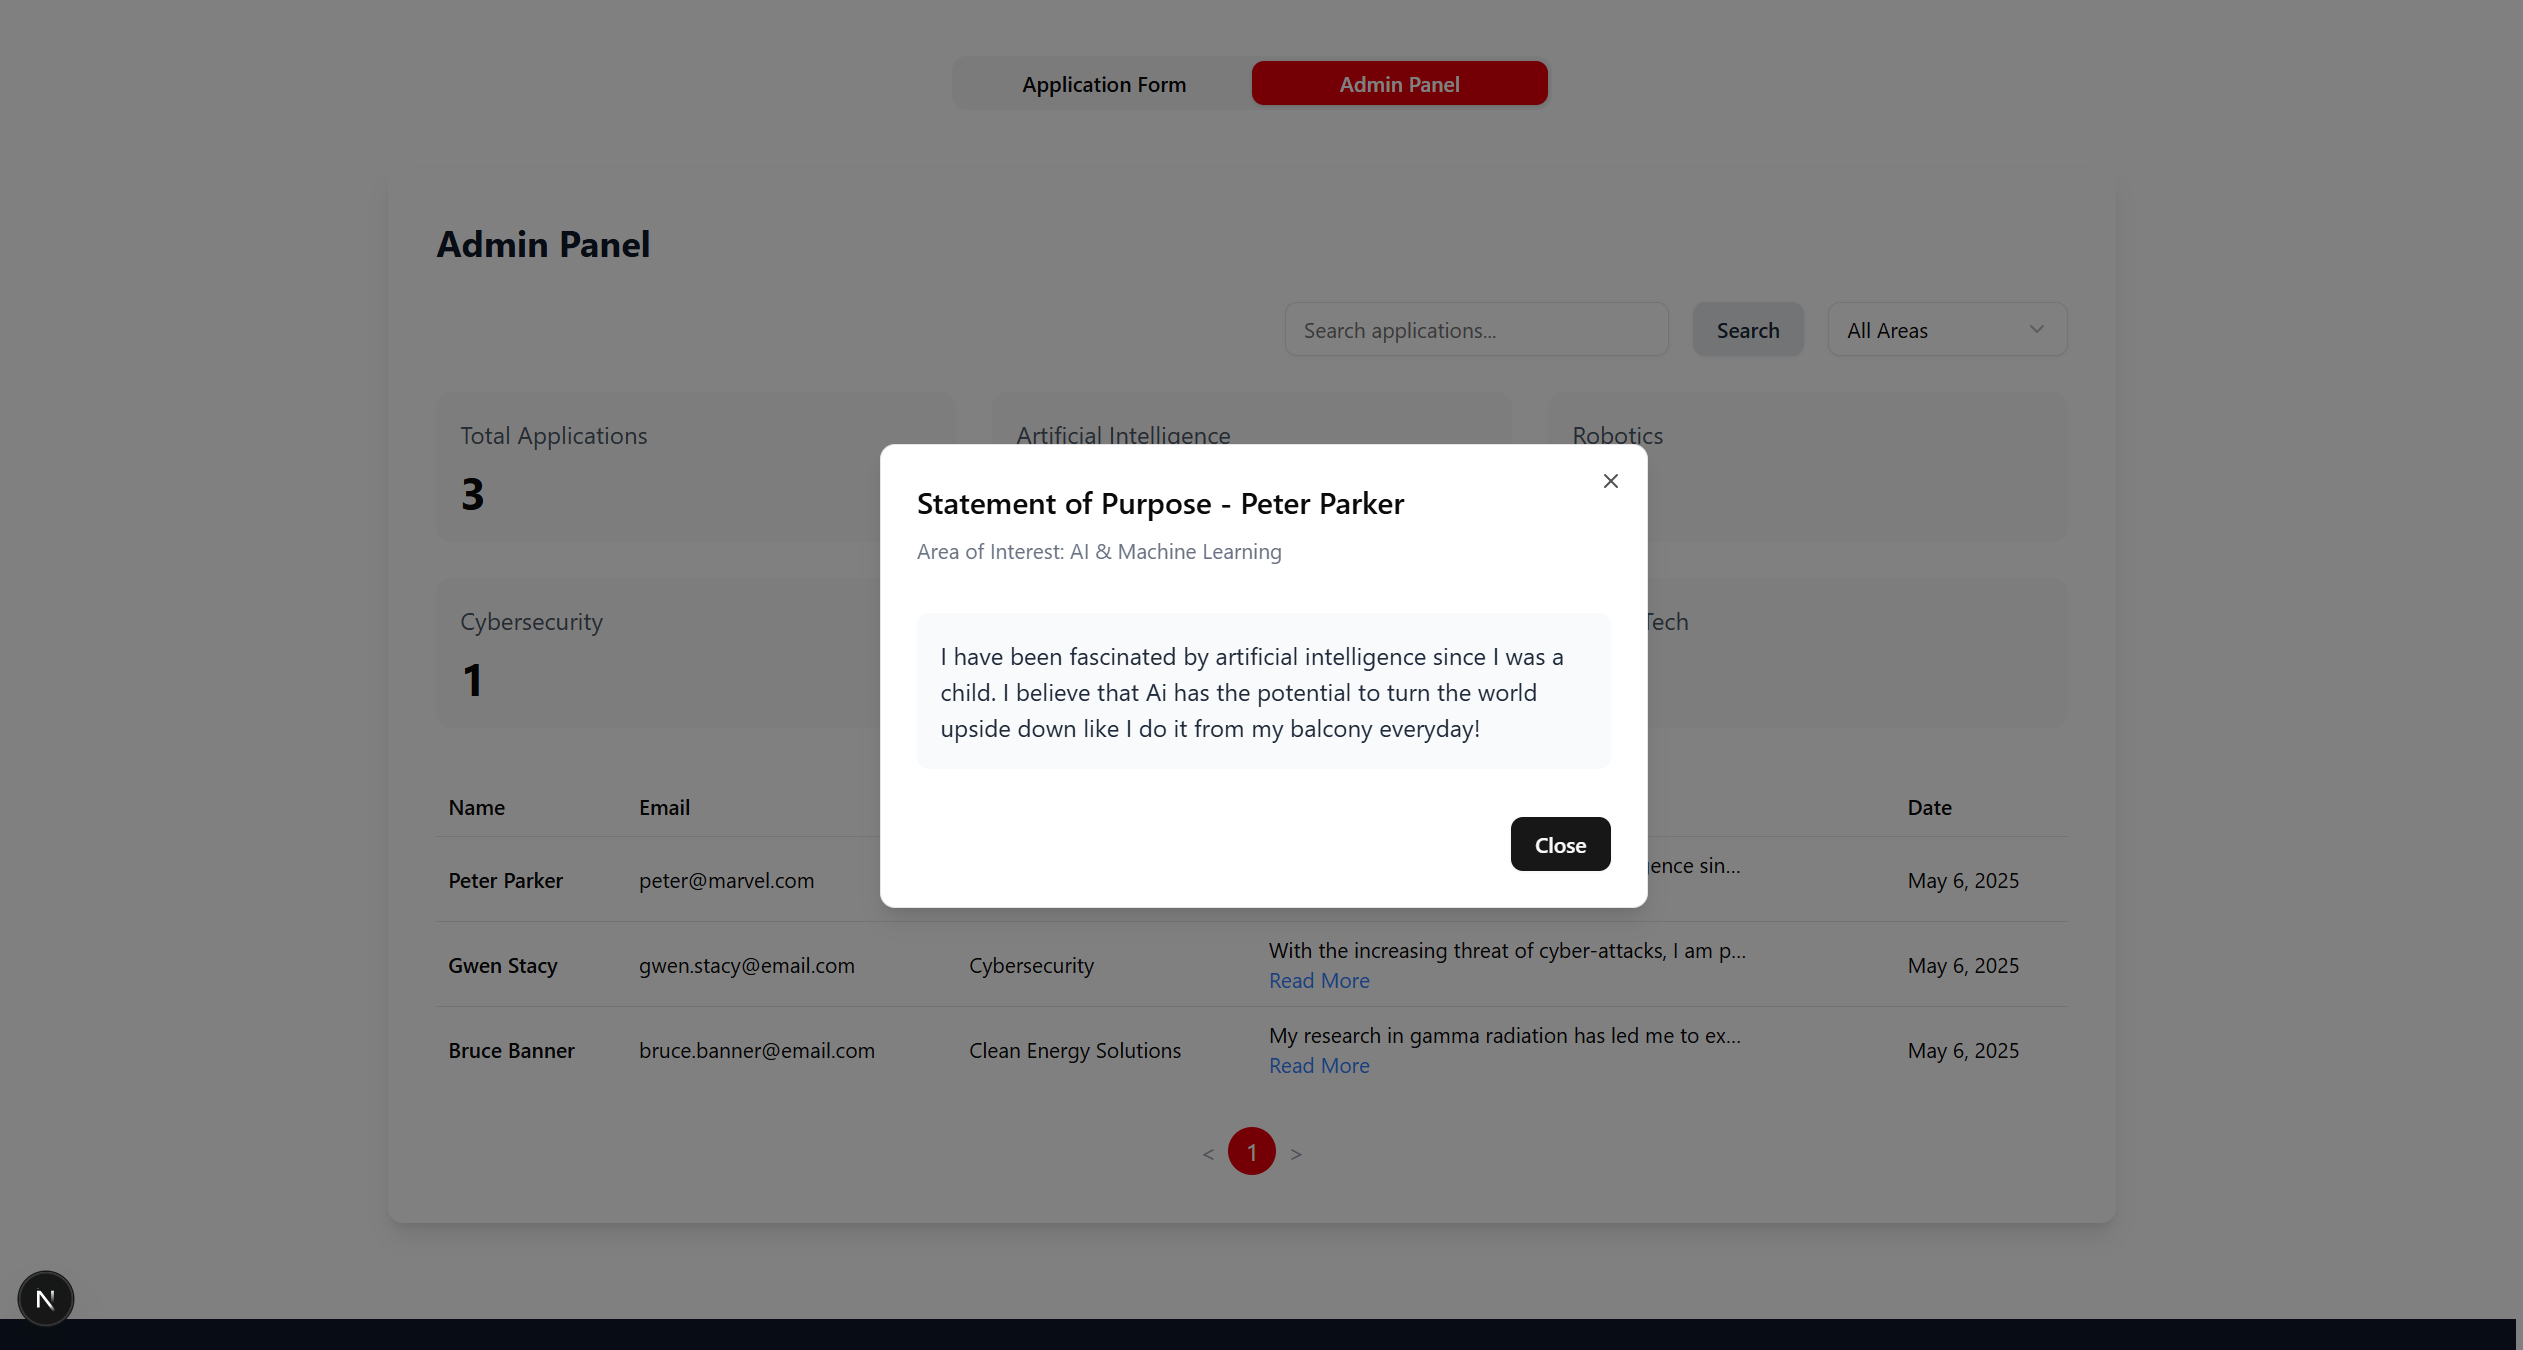 Application Form
Admin Panel
Admin Panel
Search applications...
Search
All Areas
Total Applications
3
Artificial Intelligence
Robotics
Statement of Purpose - Peter Parker
Area of Interest: AI & Machine Learning
I have been fascinated by artificial intelligence since I was a
child. I believe that Ai has the potential to turn the world
upside down like I do it from my balcony everyday!
Close
Cybersecurity
1
Tech
Name
Email
Date
Peter Parker
peter@marvel.com
ence sin...
May 6, 2025
Gwen Stacy
gwen.stacy@email.com
Cybersecurity
With the increasing threat of cyber-attacks, I am p...
Read More
May 6, 2025
Bruce Banner
bruce.banner@email.com
Clean Energy Solutions
My research in gamma radiation has led me to ex...
Read More
May 6, 2025
< 1 >
N